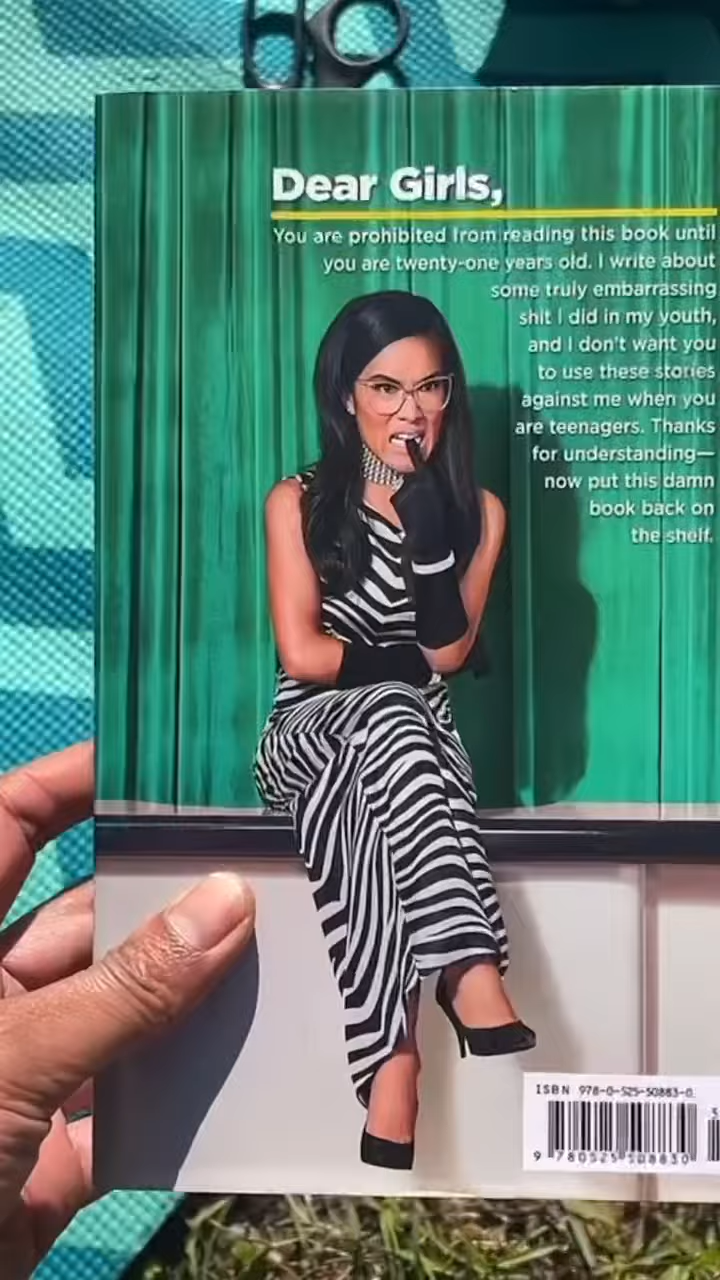 Dear Girls,
You are prohibited from reading this book until
you are twenty-one years old. I write about
some truly embarrassing
shit I did in my youth,
and I don't want you
to use these stories
against me when you
are teenagers. Thanks
for understanding—
now put this damn
book back on
the shelf.
ISBN 978-0-525-50883-0
9 780525 508830